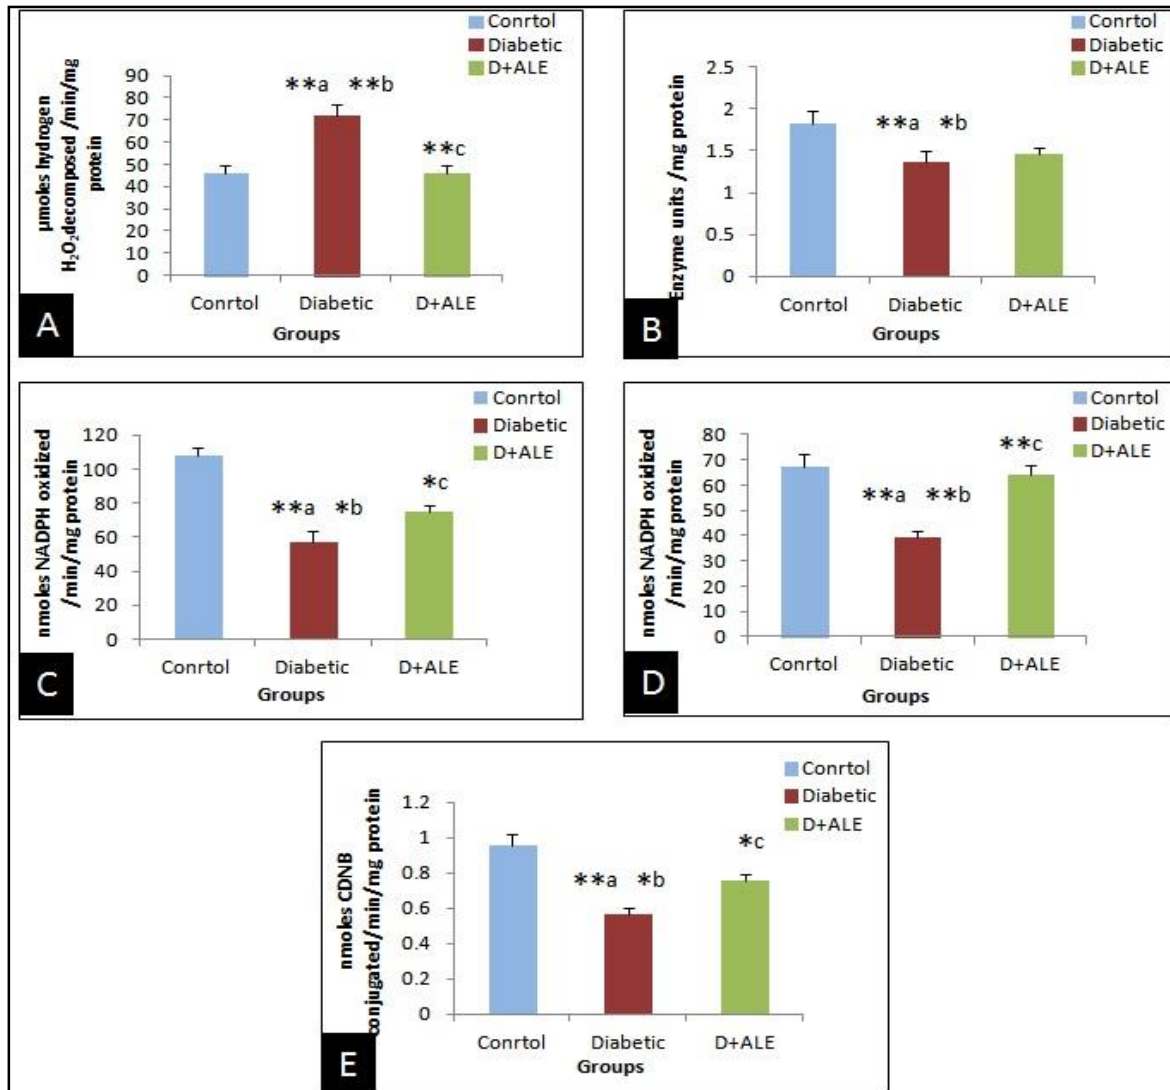 Conrtol
Diabetic
D+ALE
µmoles hydrogen
H₂O₂decomposed /min/mg
protein
90
80
70
60
50
40
30
20
10
0
**a **b
**c
Conrtol Diabetic D+ALE
Groups
A
Conrtol
Diabetic
D+ALE
Enzyme units /mg protein
2.5
2
1.5
1
0.5
0
**a *b
Conrtol Diabetic D+ALE
Groups
B
Conrtol
Diabetic
D+ALE
nmoles NADPH oxidized
/min/mg protein
120
100
80
60
40
20
0
**a *b
*c
Conrtol Diabetic D+ALE
Groups
C
Conrtol
Diabetic
D+ALE
nmoles NADPH oxidized
/min/mg protein
80
70
60
50
40
30
20
10
0
**c
**a **b
Conrtol Diabetic D+ALE
Groups
D
Conrtol
Diabetic
D+ALE
nmoles CDNB
conjugated/min/mg protein
1.2
1
0.8
0.6
0.4
0.2
0
*c
**a *b
Conrtol Diabetic D+ALE
Groups
E